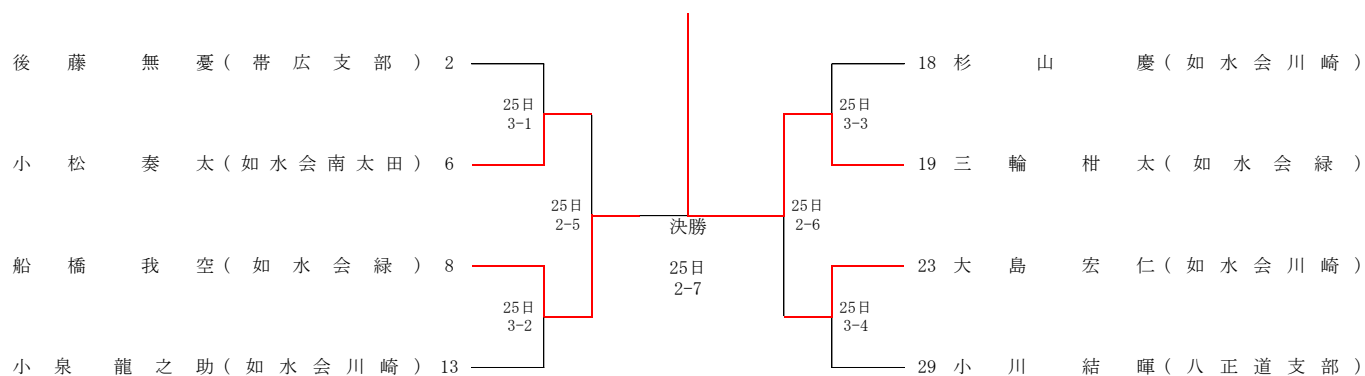 後藤無憂(帯広支部) 2
25日
3-1
小松奏太(如水会南太田) 6
25日
2-5
船橋我空(如水会緑) 8
25日
3-2
小泉龍之助(如水会川崎) 13
決勝
25日
2-7
18 杉山慶(如水会川崎)
25日
3-3
19 三輪柑太(如水会緑)
25日
2-6
23 大島宏仁(如水会川崎)
25日
3-4
29 小川結暉(八正道支部)